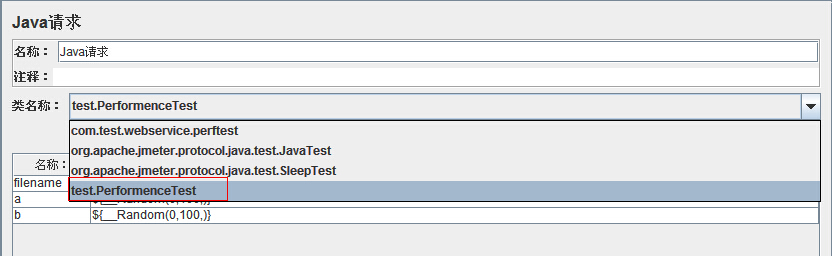 Java请求
名称： Java请求
注释：
类名称： test.PerformenceTest
com.test.webservice.perftest
org.apache.jmeter.protocol.java.test.JavaTest
名称: org.apache.jmeter.protocol.java.test.SleepTest
filename test.PerformenceTest
a ${__Random(0,100,)}
b ${__Random(0,100,)}